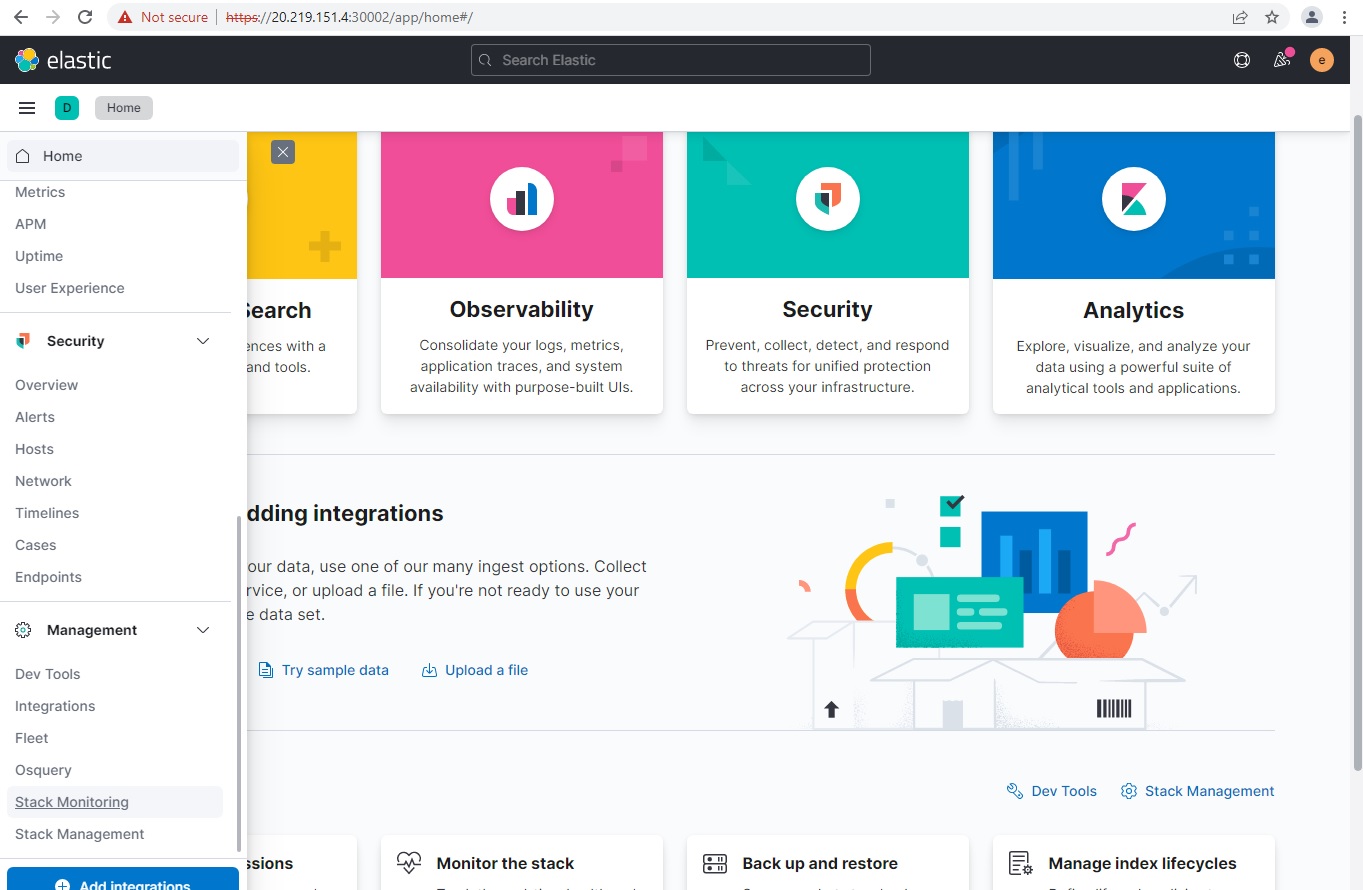 Not secure
https://20.219.151.4:30002/app/home#/
elastic
Search Elastic
e
D
Home
Home
Metrics
APM
Uptime
User Experience
Security
Overview
Alerts
Hosts
Network
Timelines
Cases
Endpoints
Management
Dev Tools
Integrations
Fleet
Osquery
Stack Monitoring
Stack Management
Add integrations
Search
ences with a
and tools.
Observability
Consolidate your logs, metrics,
application traces, and system
availability with purpose-built UIs.
Security
Prevent, collect, detect, and respond
to threats for unified protection
across your infrastructure.
Analytics
Explore, visualize, and analyze your
data using a powerful suite of
analytical tools and applications.
dding integrations
our data, use one of our many ingest options. Collect
rvice, or upload a file. If you're not ready to use your
e data set.
Try sample data
Upload a file
Dev Tools
Stack Management
ssions
Monitor the stack
Back up and restore
Manage index lifecycles